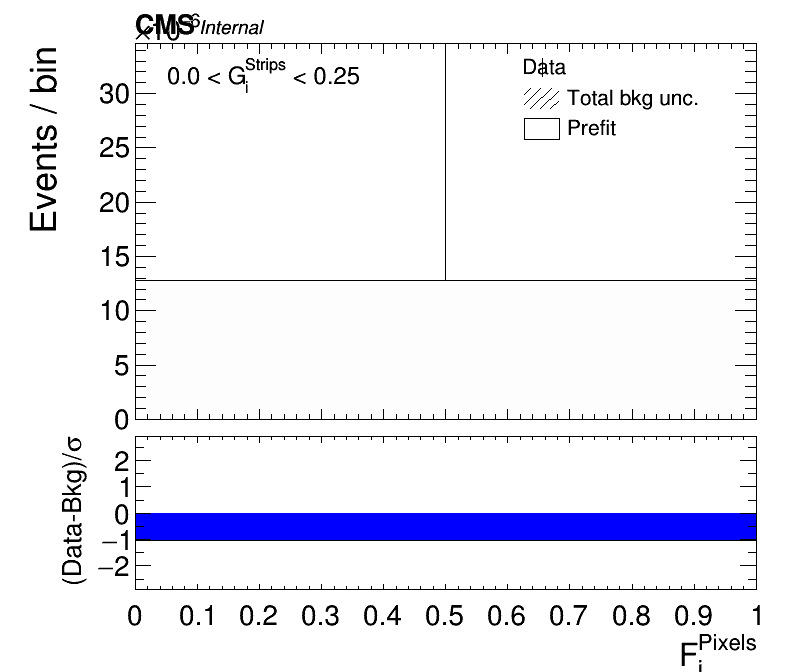 CMS Internal
×10⁻⁶
Events / bin
0.0 < G_i^Strips < 0.25
Data
Total bkg unc.
Prefit
30
25
20
15
10
5
0
(Data-Bkg)/σ
2
1
0
−1
−2
0 0.1 0.2 0.3 0.4 0.5 0.6 0.7 0.8 0.9 1
F_i^Pixels